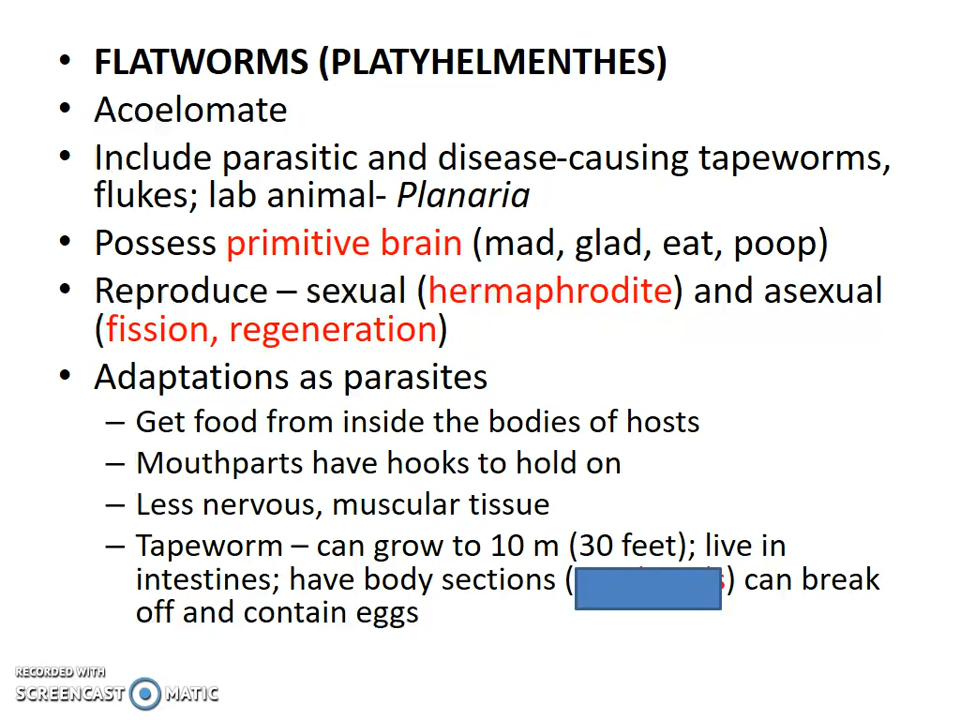 • FLATWORMS (PLATYHELMENTHES)
• Acoelomate
• Include parasitic and disease-causing tapeworms,
flukes; lab animal- Planaria
• Possess primitive brain (mad, glad, eat, poop)
• Reproduce – sexual (hermaphrodite) and asexual
(fission, regeneration)
• Adaptations as parasites
– Get food from inside the bodies of hosts
– Mouthparts have hooks to hold on
– Less nervous, muscular tissue
– Tapeworm – can grow to 10 m (30 feet); live in
intestines; have body sections ( ) can break
off and contain eggs
RECORDED WITH
SCREENCAST MATIC